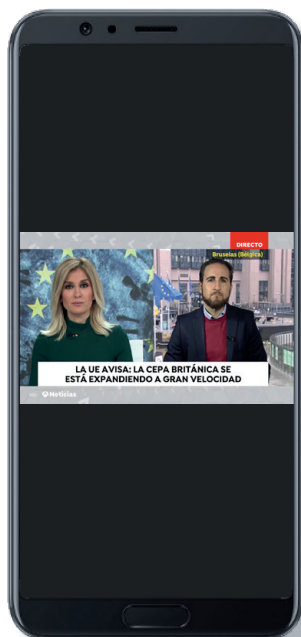 DIRECTO
Bruselas (Bélgica)
LA UE AVISA: LA CEPA BRITÁNICA SE
ESTÁ EXPANDIENDO A GRAN VELOCIDAD
Noticias